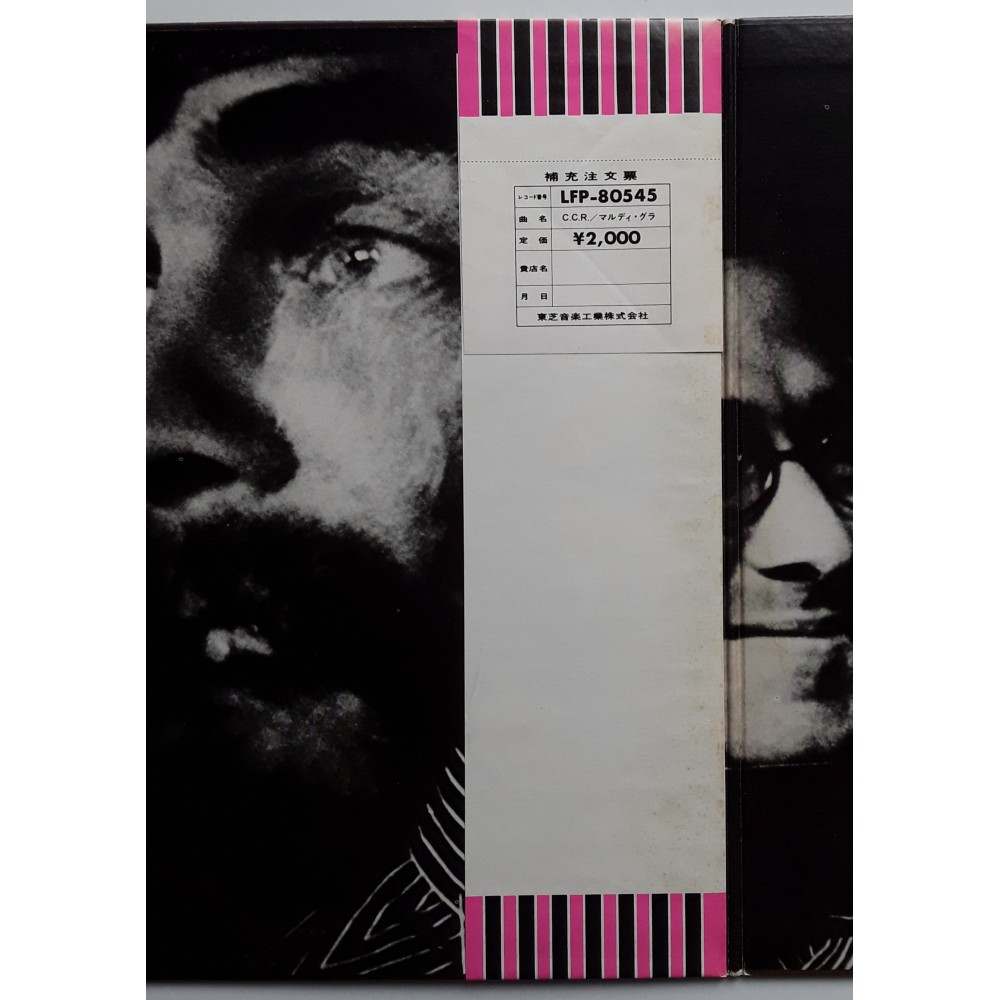 補充注文票
レコード番号 LFP-80545
曲名 C.C.R./マルディ・グラ
定価 ¥2,000
貴店名
月日
東芝音楽工業株式会社